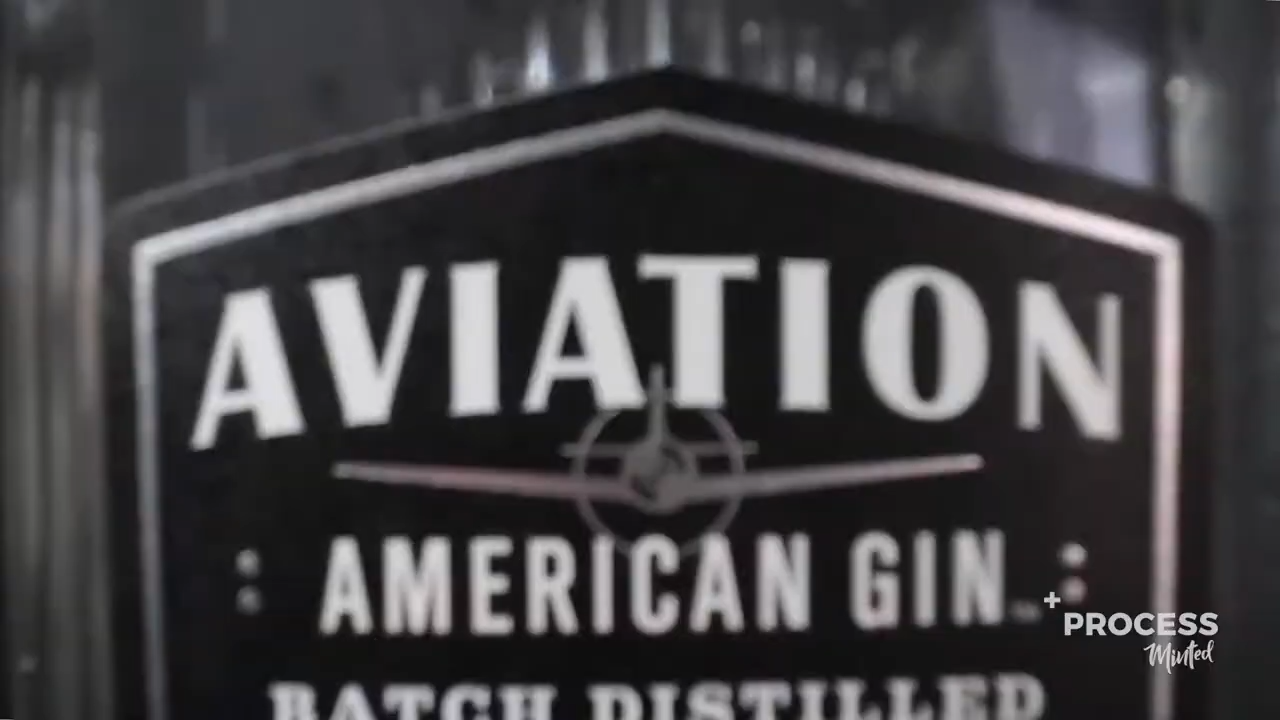 AVIATION
AMERICAN GIN
BATCH DISTILLED
+
PROCESS
Minted